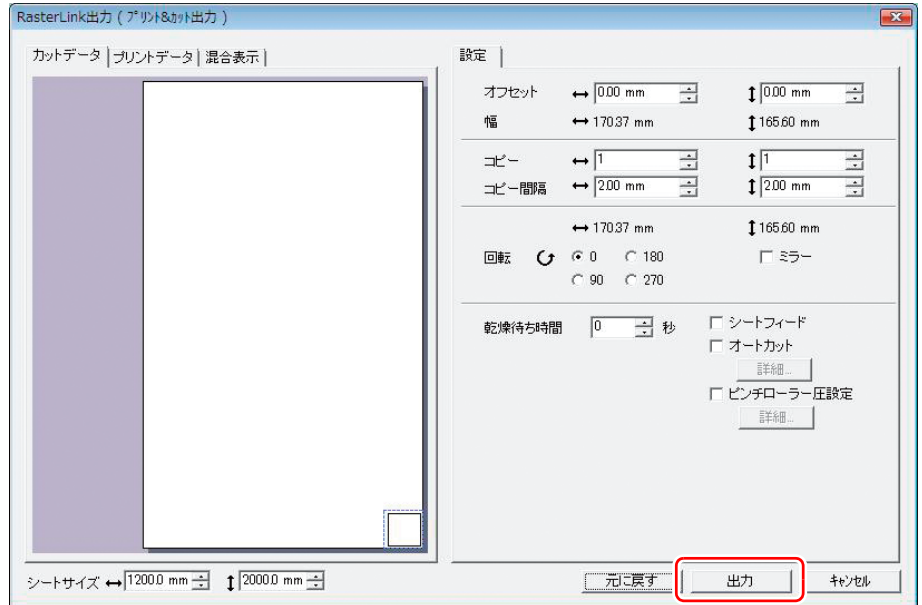 RasterLink出力 ( プリント&カット出力 )
カットデータ プリントデータ 混合表示
設定
オフセット ↔ 0.00 mm ↕ 0.00 mm
幅 ↔ 170.37 mm ↕ 165.60 mm
コピー ↔ 1 ↕ 1
コピー間隔 ↔ 2.00 mm ↕ 2.00 mm
↔ 170.37 mm ↕ 165.60 mm
回転 0 180 ミラー
90 270
乾燥待ち時間 0 秒 シートフィード
オートカット
詳細...
ピンチローラー圧設定
詳細...
シートサイズ ↔ 1200.0 mm ↕ 2000.0 mm 元に戻す 出力 キャンセル